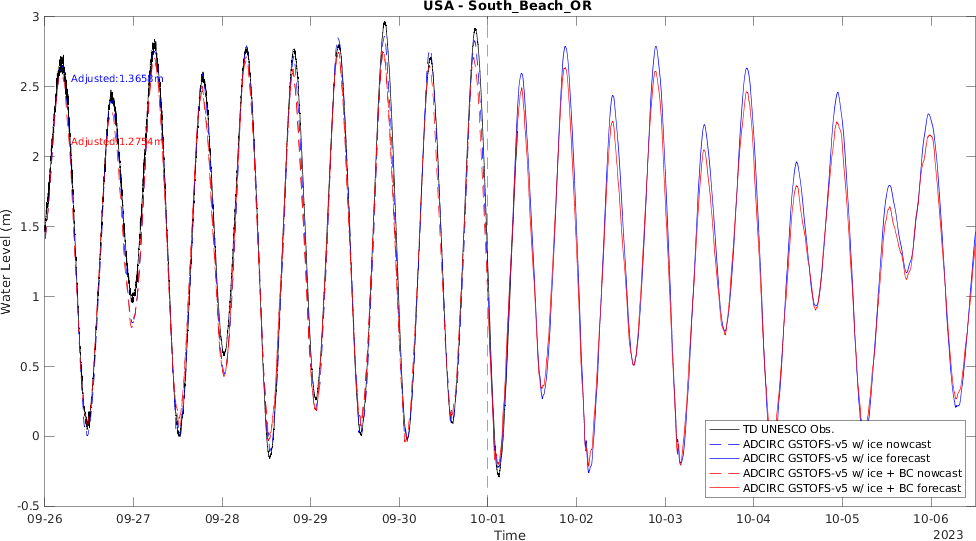 USA - South_Beach_OR
3
2.5
2
1.5
1
0.5
0
-0.5
Water Level (m)
Adjusted:1.3658m
Adjusted:1.2754m
TD UNESCO Obs.
ADCIRC GSTOFS-v5 w/ ice nowcast
ADCIRC GSTOFS-v5 w/ ice forecast
ADCIRC GSTOFS-v5 w/ ice + BC nowcast
ADCIRC GSTOFS-v5 w/ ice + BC forecast
09-26 09-27 09-28 09-29 09-30 10-01 10-02 10-03 10-04 10-05 10-06
Time
2023